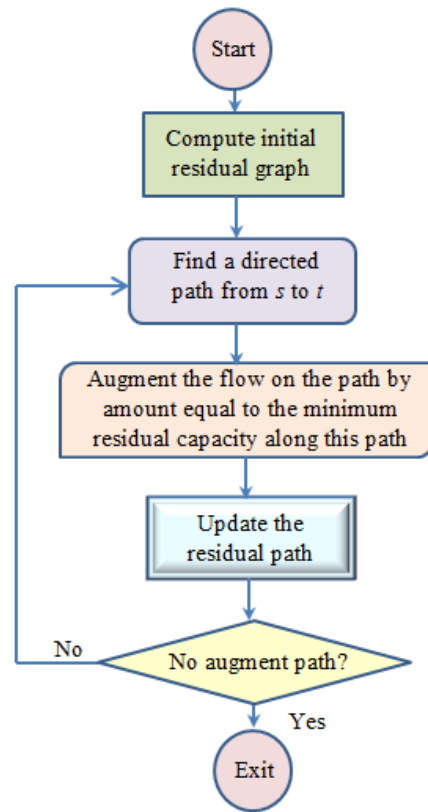 Start
Compute initial
residual graph
Find a directed
path from s to t
Augment the flow on the path by
amount equal to the minimum
residual capacity along this path
Update the
residual path
No
No augment path?
Yes
Exit